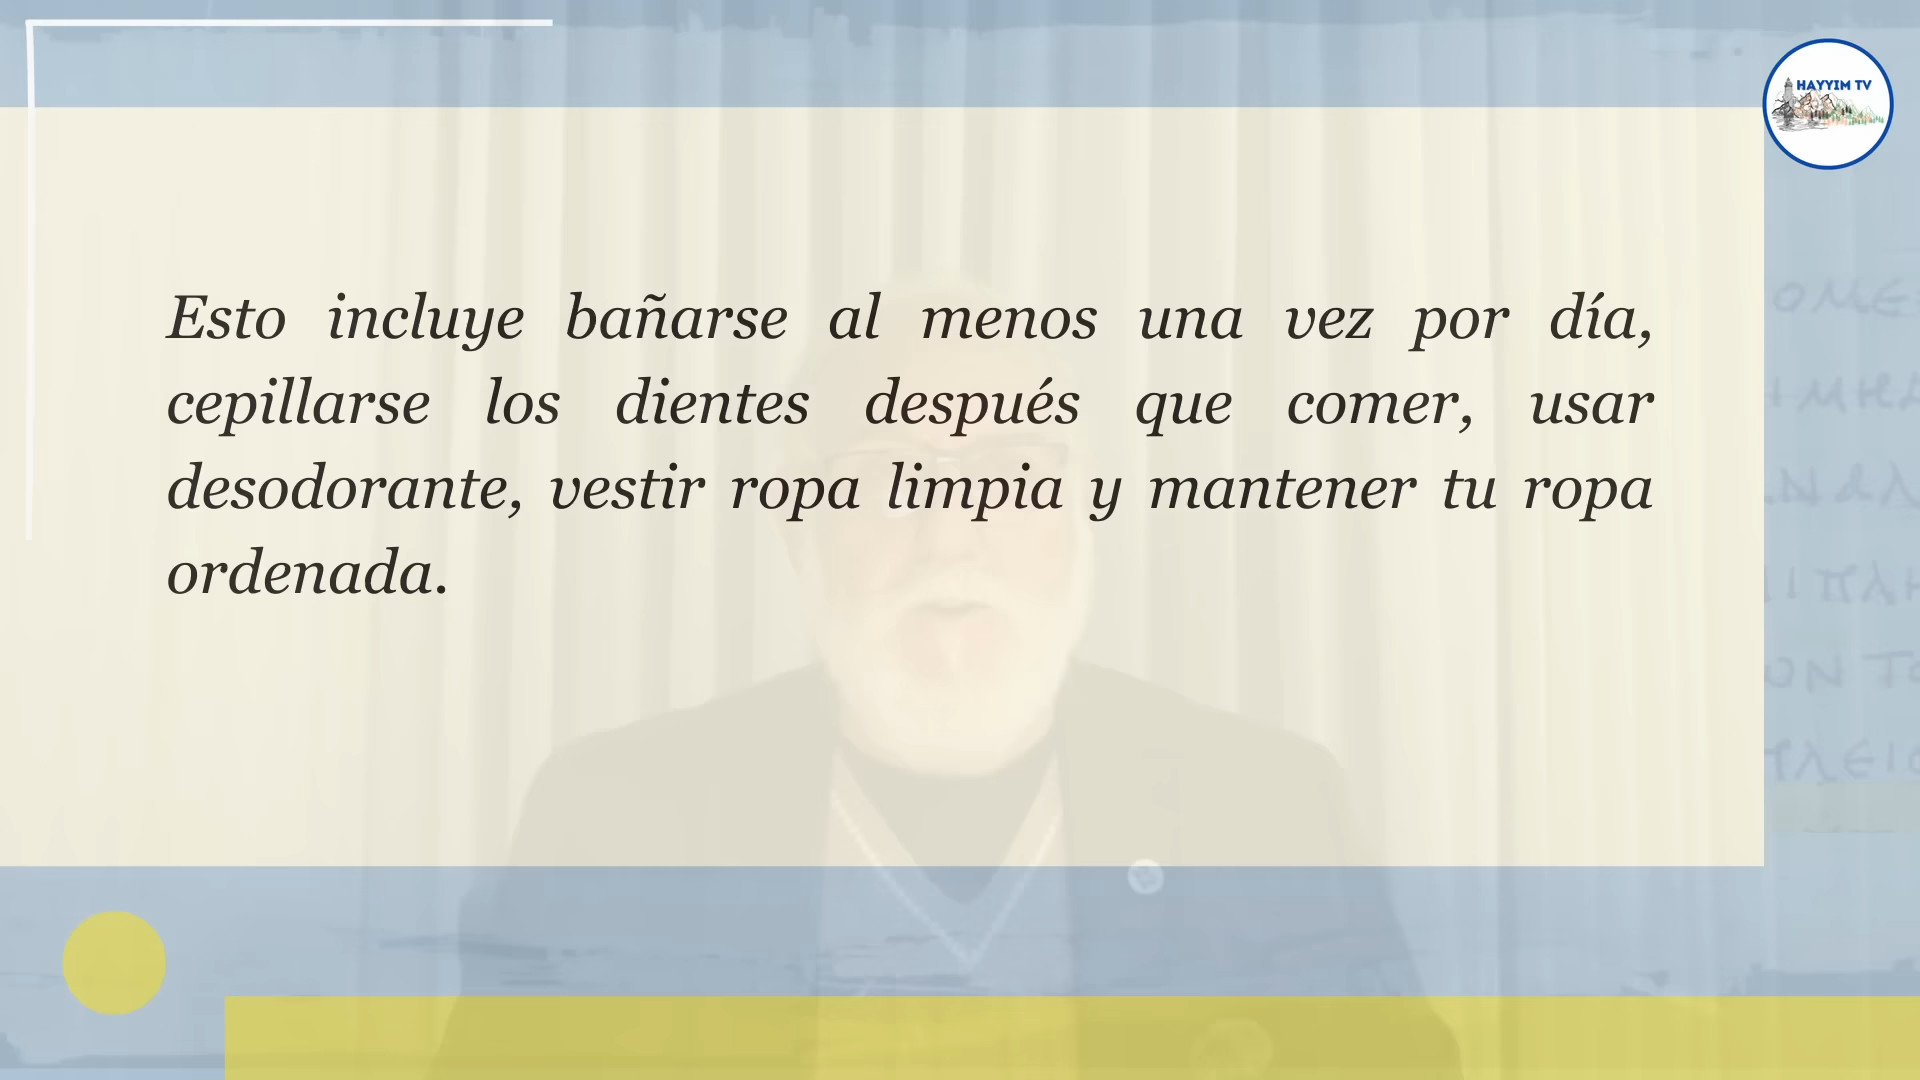 HAYYIM TV
Esto incluye bañarse al menos una vez por día,
cepillarse los dientes después que comer, usar
desodorante, vestir ropa limpia y mantener tu ropa
ordenada.